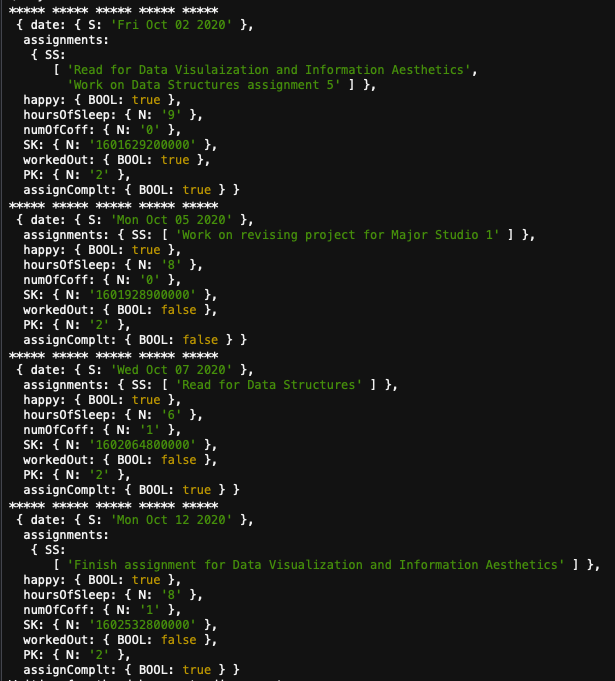 ***** ***** ***** ***** *****
{ date: { S: 'Fri Oct 02 2020' },
assignments:
{ SS:
[ 'Read for Data Visulaization and Information Aesthetics',
'Work on Data Structures assignment 5' ] },
happy: { BOOL: true },
hoursOfSleep: { N: '9' },
numOfCoff: { N: '0' },
SK: { N: '1601629200000' },
workedOut: { BOOL: true },
PK: { N: '2' },
assignComplt: { BOOL: true } }
***** ***** ***** ***** *****
{ date: { S: 'Mon Oct 05 2020' },
assignments: { SS: [ 'Work on revising project for Major Studio 1' ] },
happy: { BOOL: true },
hoursOfSleep: { N: '8' },
numOfCoff: { N: '0' },
SK: { N: '1601928900000' },
workedOut: { BOOL: false },
PK: { N: '2' },
assignComplt: { BOOL: false } }
***** ***** ***** ***** *****
{ date: { S: 'Wed Oct 07 2020' },
assignments: { SS: [ 'Read for Data Structures' ] },
happy: { BOOL: true },
hoursOfSleep: { N: '6' },
numOfCoff: { N: '1' },
SK: { N: '1602064800000' },
workedOut: { BOOL: false },
PK: { N: '2' },
assignComplt: { BOOL: true } }
***** ***** ***** ***** *****
{ date: { S: 'Mon Oct 12 2020' },
assignments:
{ SS:
[ 'Finish assignment for Data Visualization and Information Aesthetics' ] },
happy: { BOOL: true },
hoursOfSleep: { N: '8' },
numOfCoff: { N: '1' },
SK: { N: '1602532800000' },
workedOut: { BOOL: false },
PK: { N: '2' },
assignComplt: { BOOL: true } }